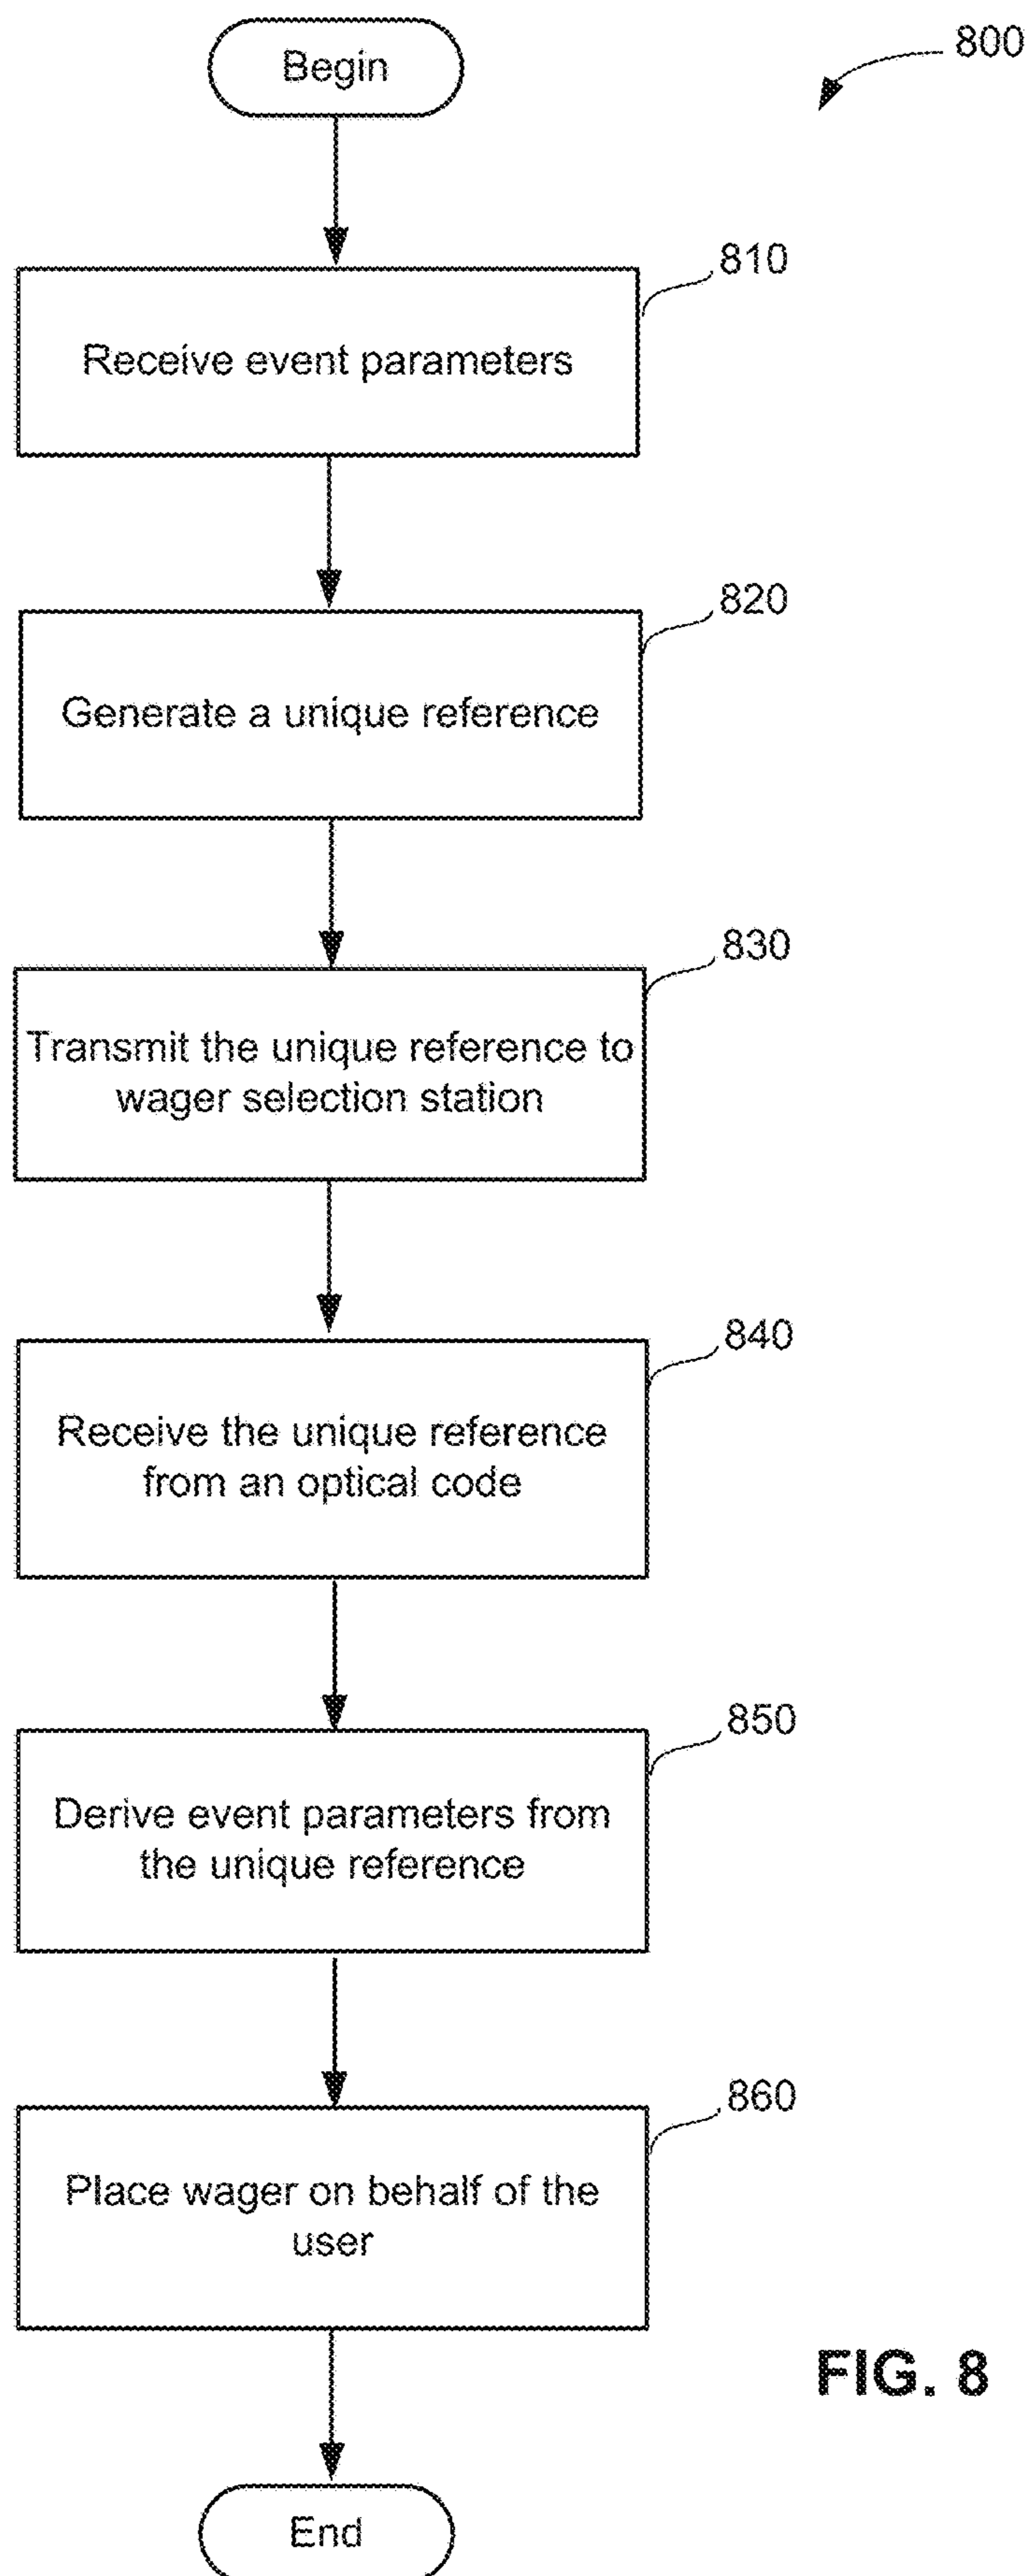 Begin
800
810
Receive event parameters
820
Generate a unique reference
830
Transmit the unique reference to
wager selection station
840
Receive the unique reference
from an optical code
850
Derive event parameters from
the unique reference
860
Place wager on behalf of the
user
FIG. 8
End